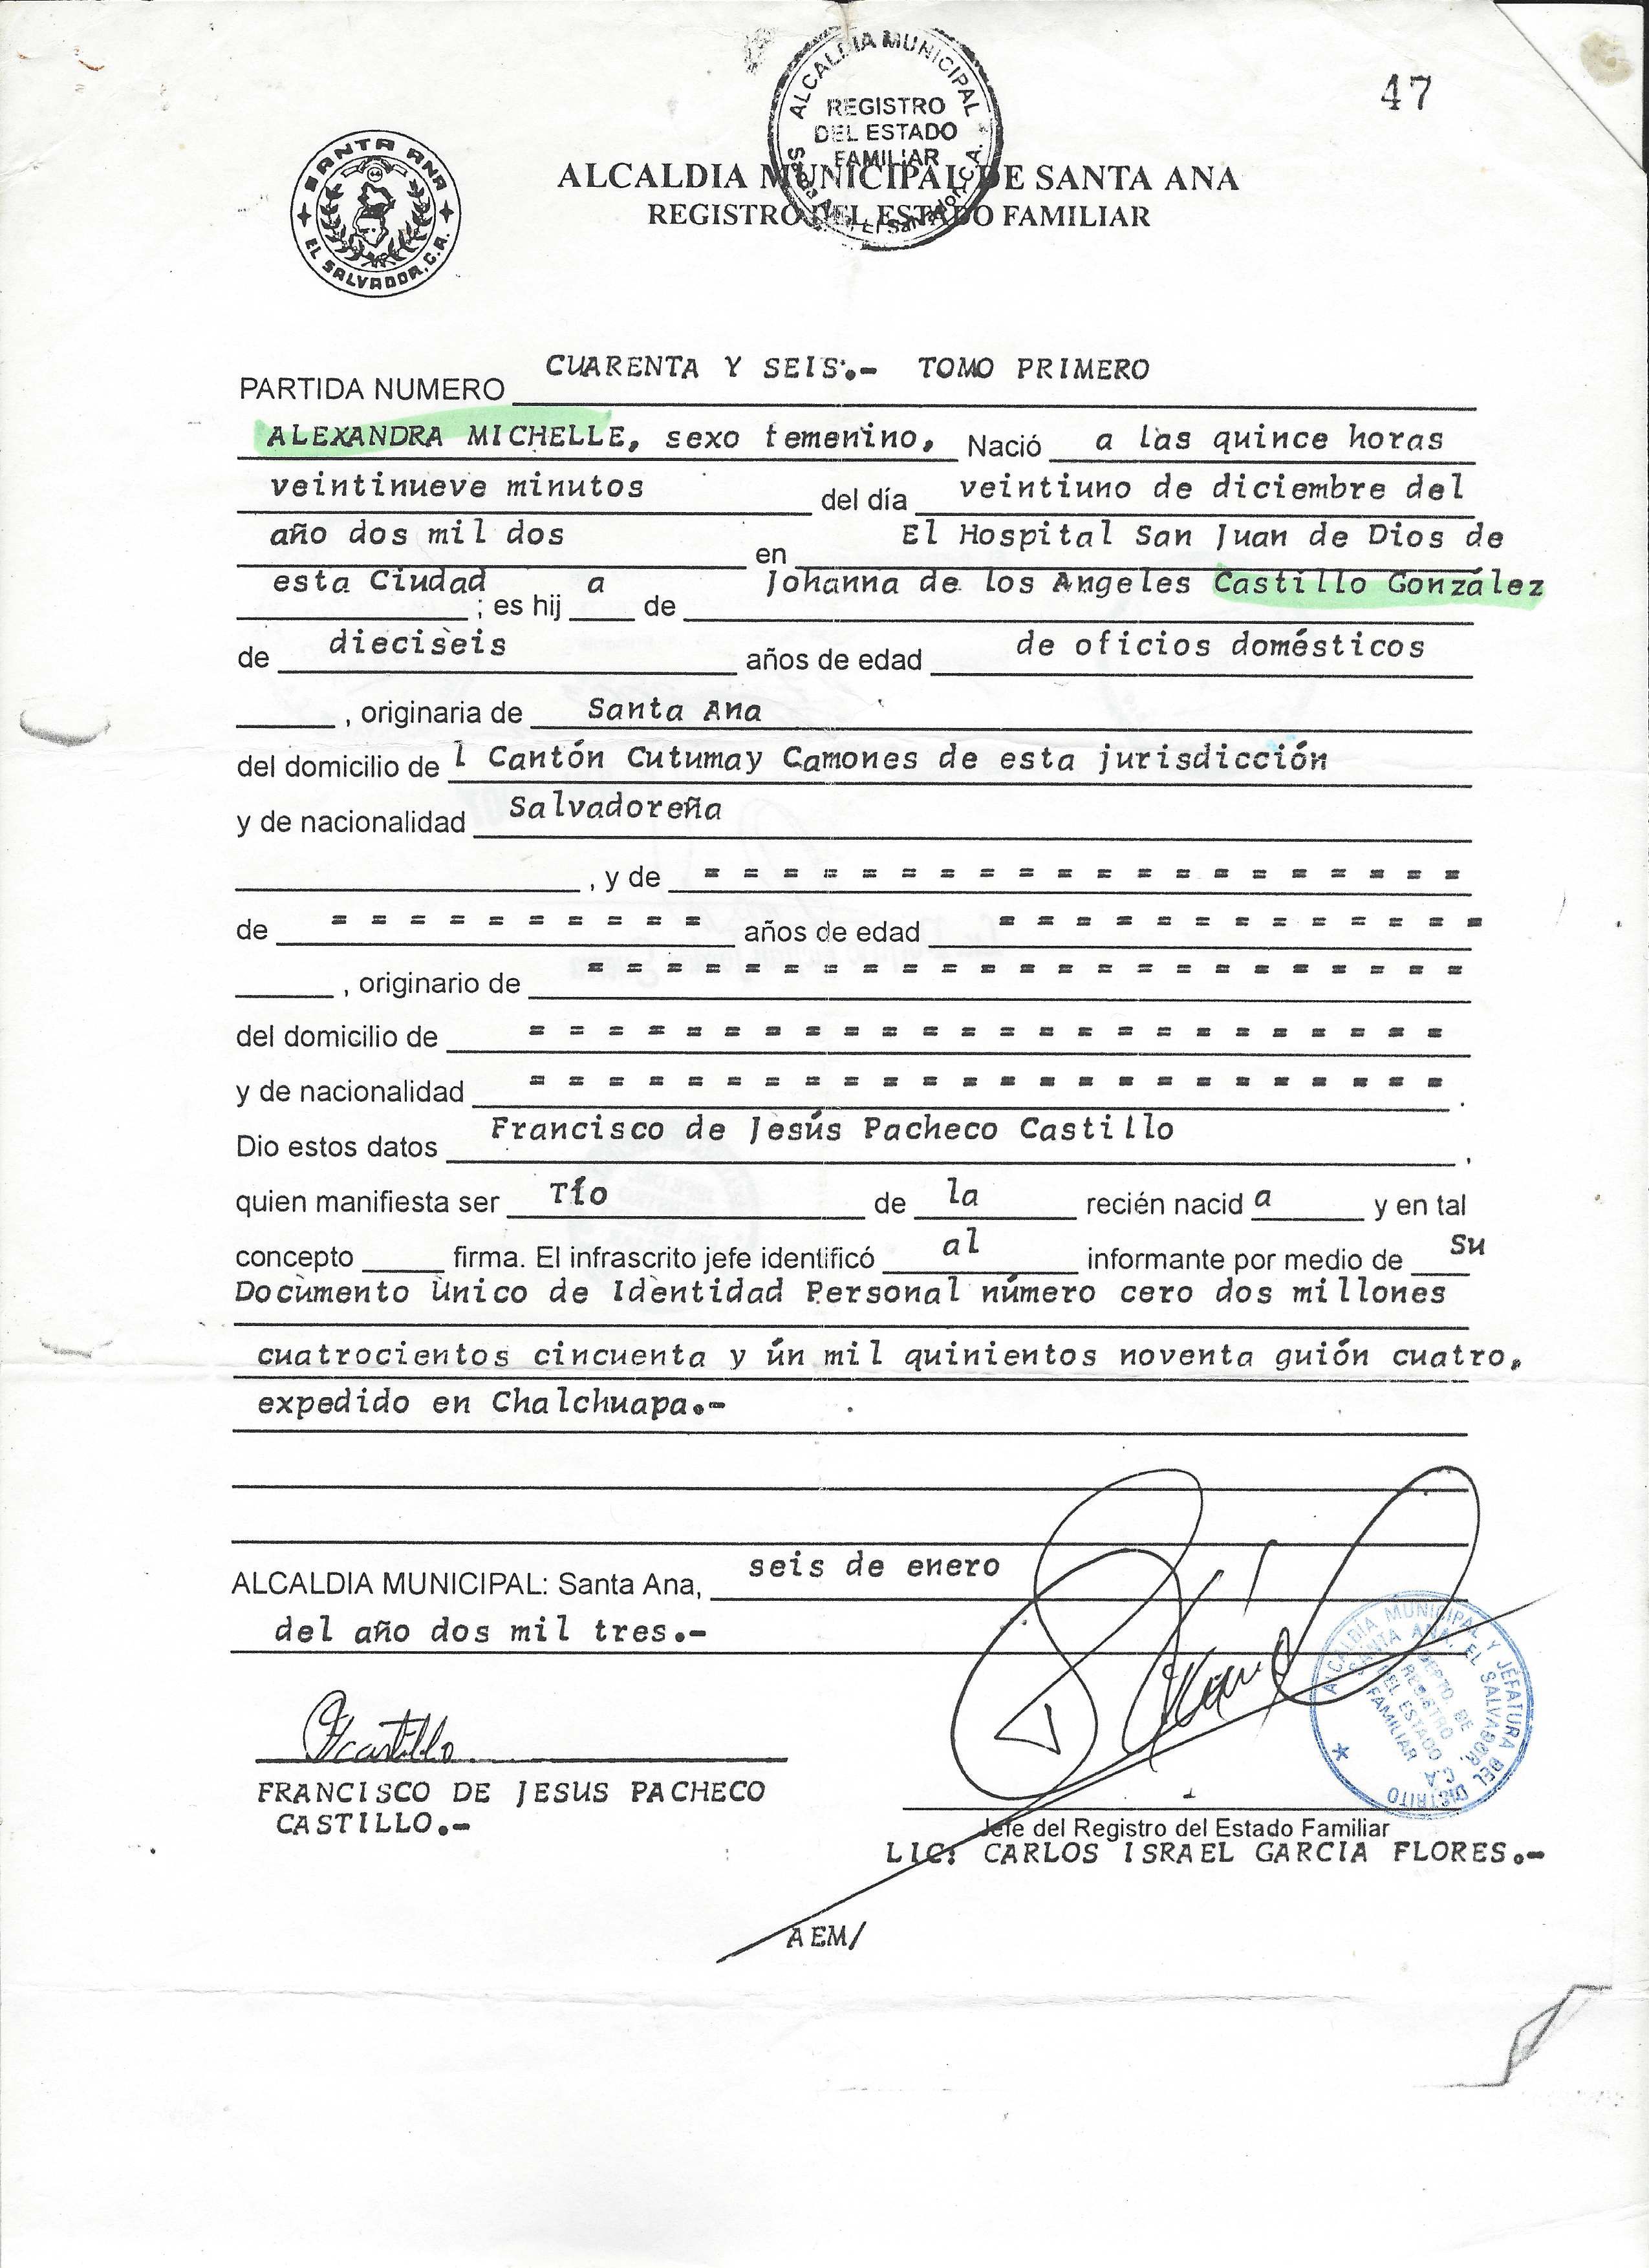 47
ALCALDIA MUNICIPAL
REGISTRO
DEL ESTADO
FAMILIAR
SANTA ANA
EL SALVADOR, C.A.
ALCALDIA MUNICIPAL DE SANTA ANA
REGISTRO DEL ESTADO FAMILIAR
PARTIDA NUMERO CUARENTA Y SEIS.- TOMO PRIMERO
ALEXANDRA MICHELLE, sexo femenino, Nació a las quince horas
veintinueve minutos del día veintiuno de diciembre del
año dos mil dos en El Hospital San Juan de Dios de
esta Ciudad ; es hij a de Johanna de los Angeles Castillo González
de dieciseis años de edad de oficios domésticos
, originaria de Santa Ana
del domicilio de l Cantón Cutumay Camones de esta jurisdicción
y de nacionalidad Salvadoreña
, y de = = = = = = = = = = = = = = = = = = = =
de = = = = = = = = = = años de edad = = = = = = = = = = = = =
, originario de = = = = = = = = = = = = = = = = = = = = = = =
del domicilio de = = = = = = = = = = = = = = = = = = = = = = = =
y de nacionalidad = = = = = = = = = = = = = = = = = = = = = = = = .
Dio estos datos Francisco de Jesús Pacheco Castillo ,
quien manifiesta ser Tío de la recién nacid a y en tal
concepto firma. El infrascrito jefe identificó al informante por medio de su
Documento Unico de Identidad Personal número cero dos millones
cuatrocientos cincuenta y ún mil quinientos noventa guión cuatro,
expedido en Chalchuapa.-
ALCALDIA MUNICIPAL: Santa Ana, seis de enero
del año dos mil tres.-
ALCALDIA MUNICIPAL Y JEFATURA DEL DISTRITO
SANTA ANA, EL SALVADOR, C.A.
DEPTO. DE
REGISTRO
DEL ESTADO
FAMILIAR
FRANCISCO DE JESUS PACHECO
CASTILLO.-
Jefe del Registro del Estado Familiar
LIC: CARLOS ISRAEL GARCIA FLORES.-
AEM/